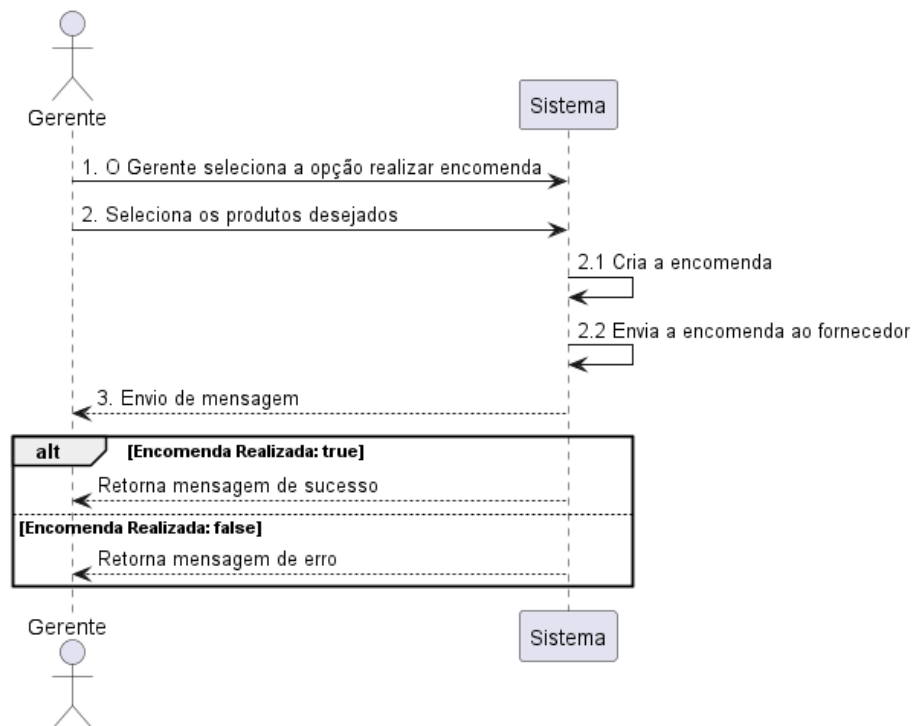 Gerente
Sistema
1. O Gerente seleciona a opção realizar encomenda
2. Seleciona os produtos desejados
2.1 Cria a encomenda
2.2 Envia a encomenda ao fornecedor
3. Envio de mensagem
alt [Encomenda Realizada: true]
Retorna mensagem de sucesso
[Encomenda Realizada: false]
Retorna mensagem de erro
Gerente
Sistema